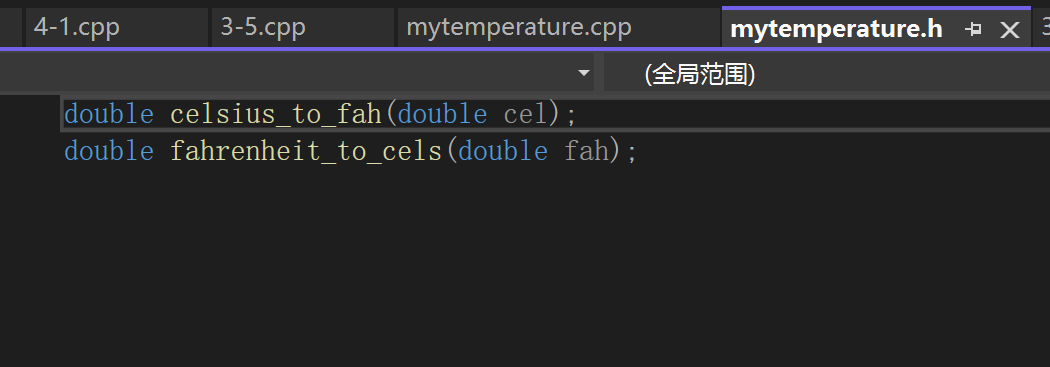 4-1.cpp 3-5.cpp mytemperature.cpp mytemperature.h 3
(全局范围)
double celsius_to_fah(double cel);
double fahrenheit_to_cels(double fah);